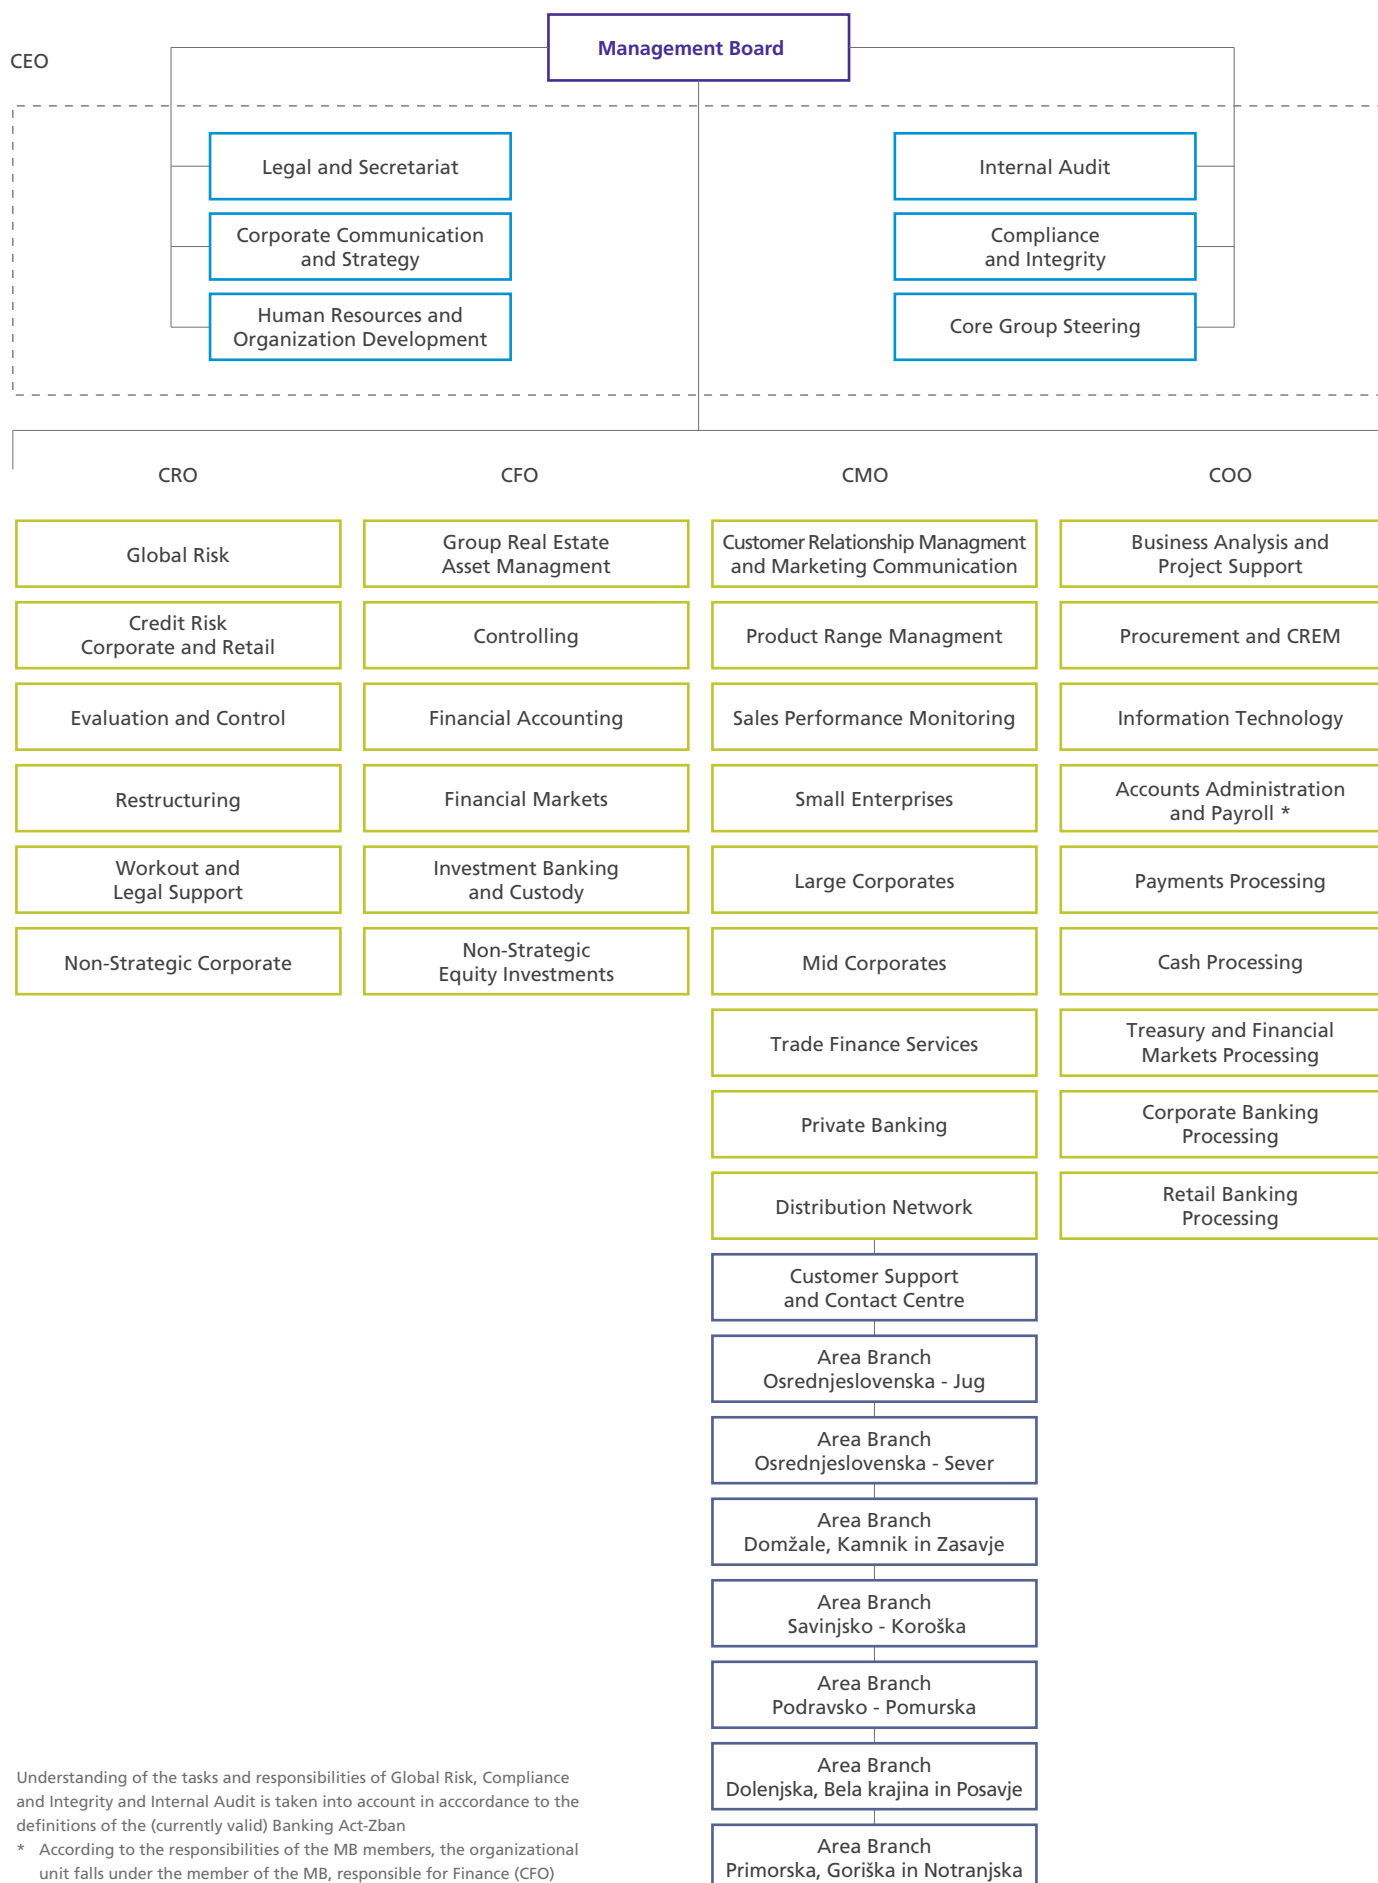 Management Board
CEO
Legal and Secretariat
Corporate Communication
and Strategy
Human Resources and
Organization Development
Internal Audit
Compliance
and Integrity
Core Group Steering
CRO
Global Risk
Credit Risk
Corporate and Retail
Evaluation and Control
Restructuring
Workout and
Legal Support
Non-Strategic Corporate
CFO
Group Real Estate
Asset Managment
Controlling
Financial Accounting
Financial Markets
Investment Banking
and Custody
Non-Strategic
Equity Investments
CMO
Customer Relationship Managment
and Marketing Communication
Product Range Managment
Sales Performance Monitoring
Small Enterprises
Large Corporates
Mid Corporates
Trade Finance Services
Private Banking
Distribution Network
Customer Support
and Contact Centre
Area Branch
Osrednjeslovenska - Jug
Area Branch
Osrednjeslovenska - Sever
Area Branch
Domžale, Kamnik in Zasavje
Area Branch
Savinjsko - Koroška
Area Branch
Podravsko - Pomurska
Area Branch
Dolenjska, Bela krajina in Posavje
Area Branch
Primorska, Goriška in Notranjska
COO
Business Analysis and
Project Support
Procurement and CREM
Information Technology
Accounts Administration
and Payroll *
Payments Processing
Cash Processing
Treasury and Financial
Markets Processing
Corporate Banking
Processing
Retail Banking
Processing
Understanding of the tasks and responsibilities of Global Risk, Compliance
and Integrity and Internal Audit is taken into account in acccordance to the
definitions of the (currently valid) Banking Act-Zban
* According to the responsibilities of the MB members, the organizational
unit falls under the member of the MB, responsible for Finance (CFO)